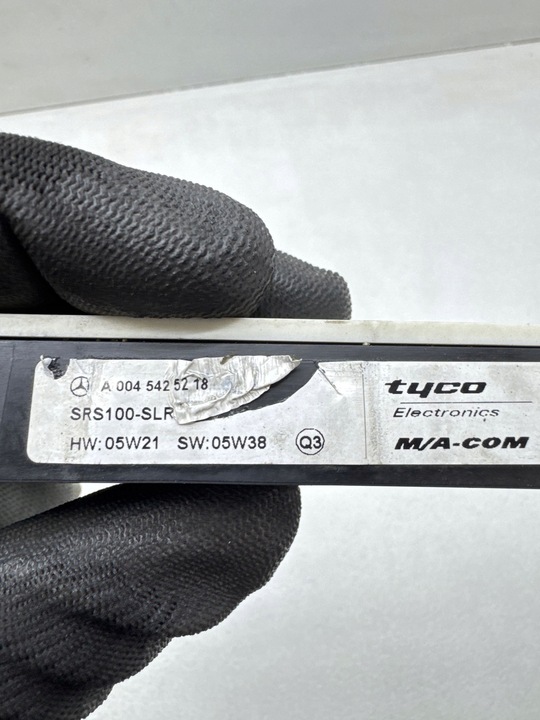 A 004 542 52 18
SRS100-SLR
HW: 05W21 SW: 05W38 Q3
tyco
Electronics
M/A-COM